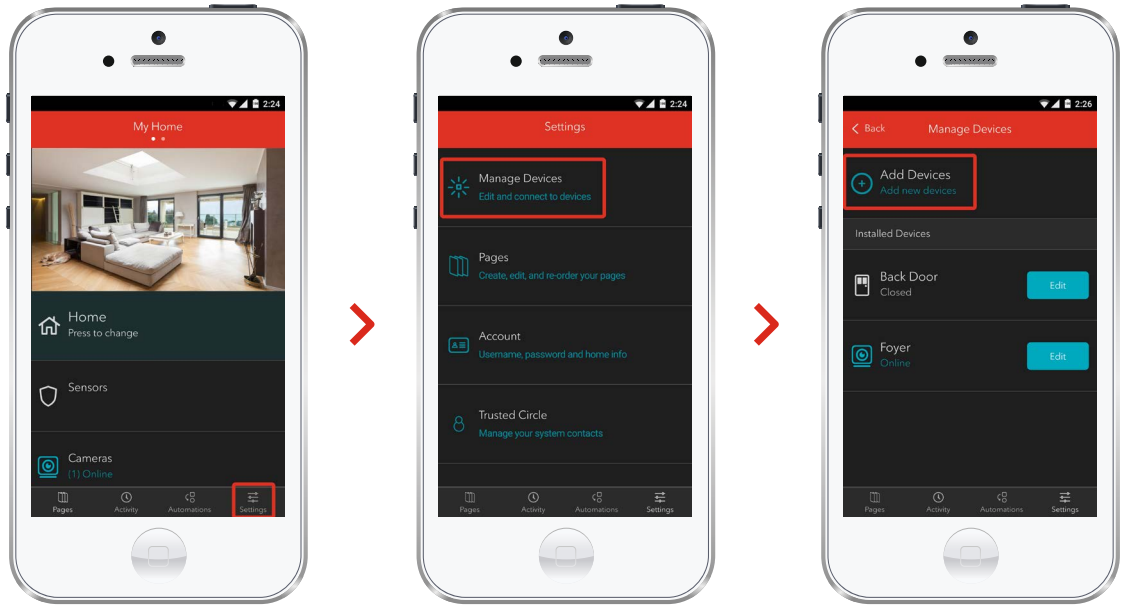 2:24
My Home
Home
Press to change
Sensors
Cameras
(1) Online
Pages
Activity
Automations
Settings
2:24
Settings
Manage Devices
Edit and connect to devices
Pages
Create, edit, and re-order your pages
Account
Username, password and home info
Trusted Circle
Manage your system contacts
Pages
Activity
Automations
Settings
2:26
Back
Manage Devices
Add Devices
Add new devices
Installed Devices
Back Door
Closed
Edit
Foyer
Online
Edit
Pages
Activity
Automations
Settings